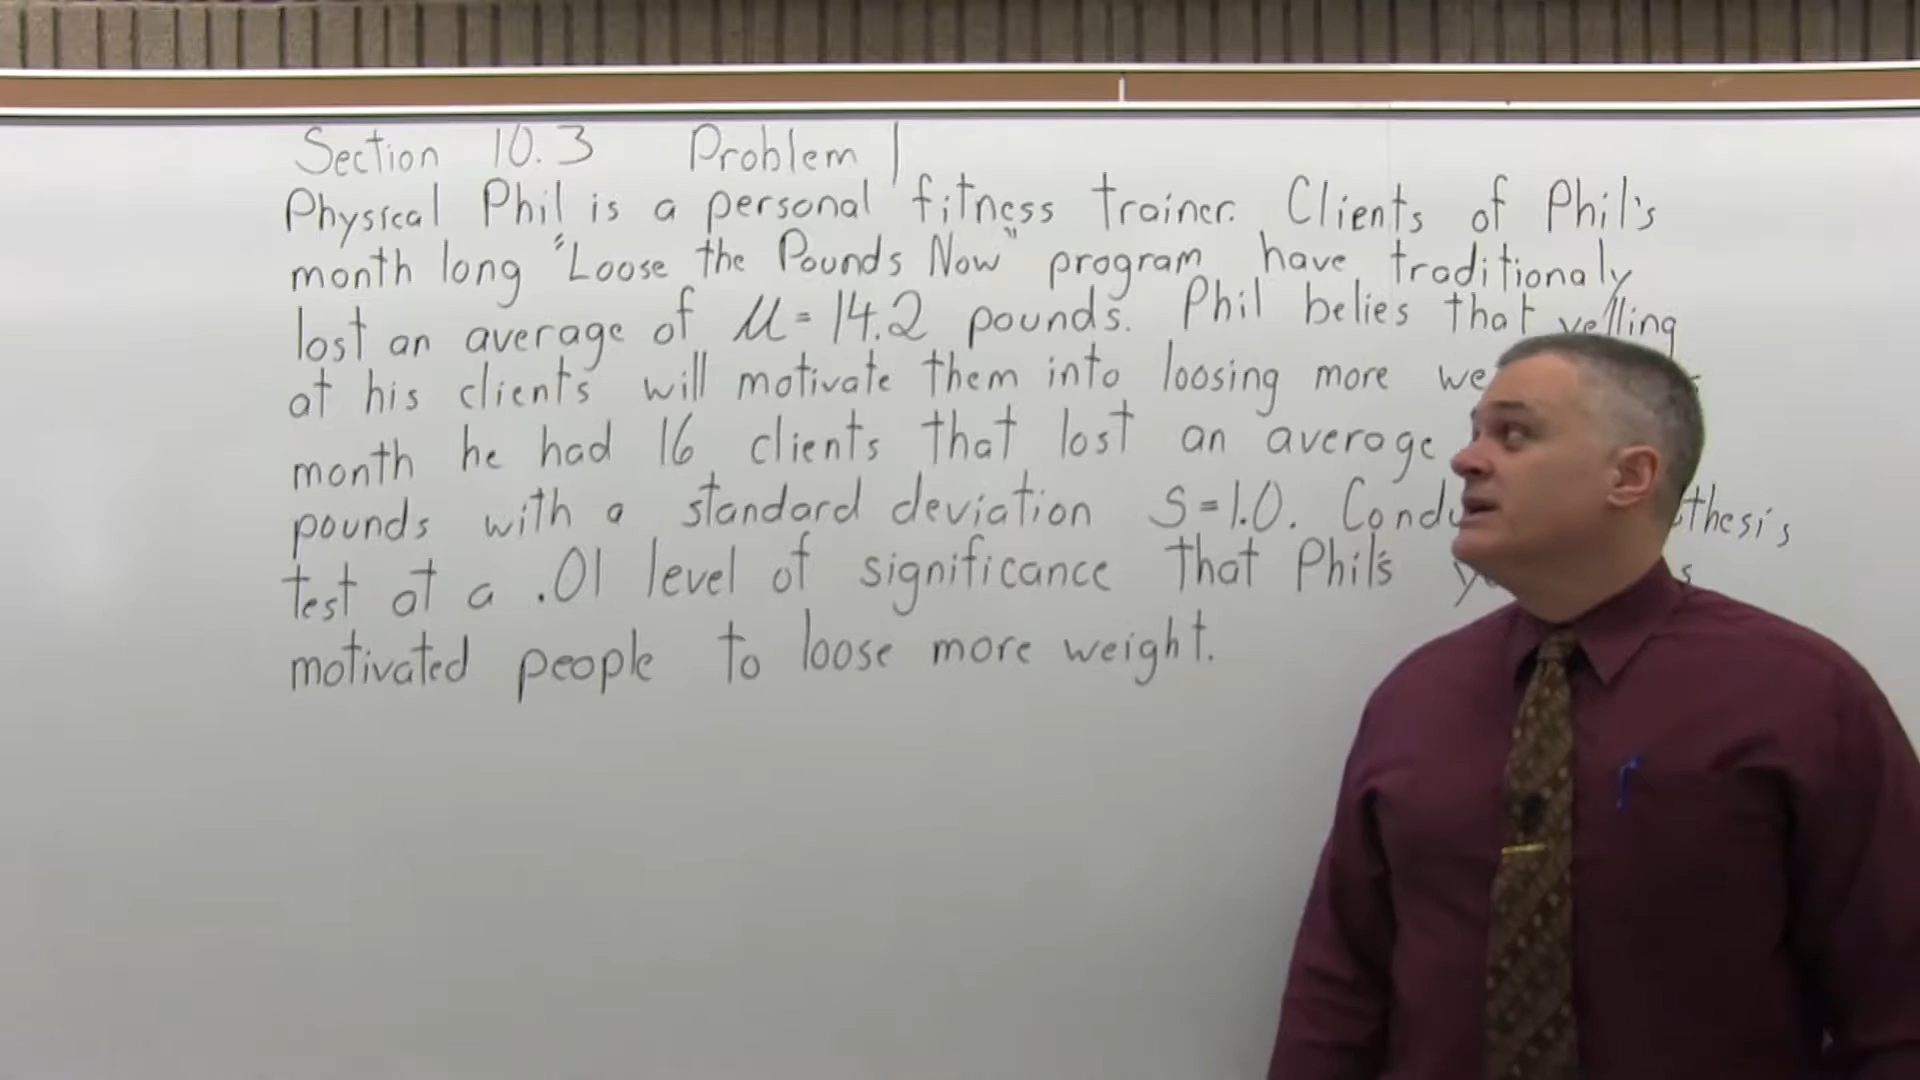 Section 10.3 Problem 1
Physical Phil is a personal fitness trainer. Clients of Phil's
month long "Loose the Pounds Now" program have traditionaly
lost an average of μ = 14.2 pounds. Phil belies that yelling
at his clients will motivate them into loosing more
month he had 16 clients that lost an average
pounds with a standard deviation S = 1.0.
test at a .01 level of significance that Phil's
motivated people to loose more weight.